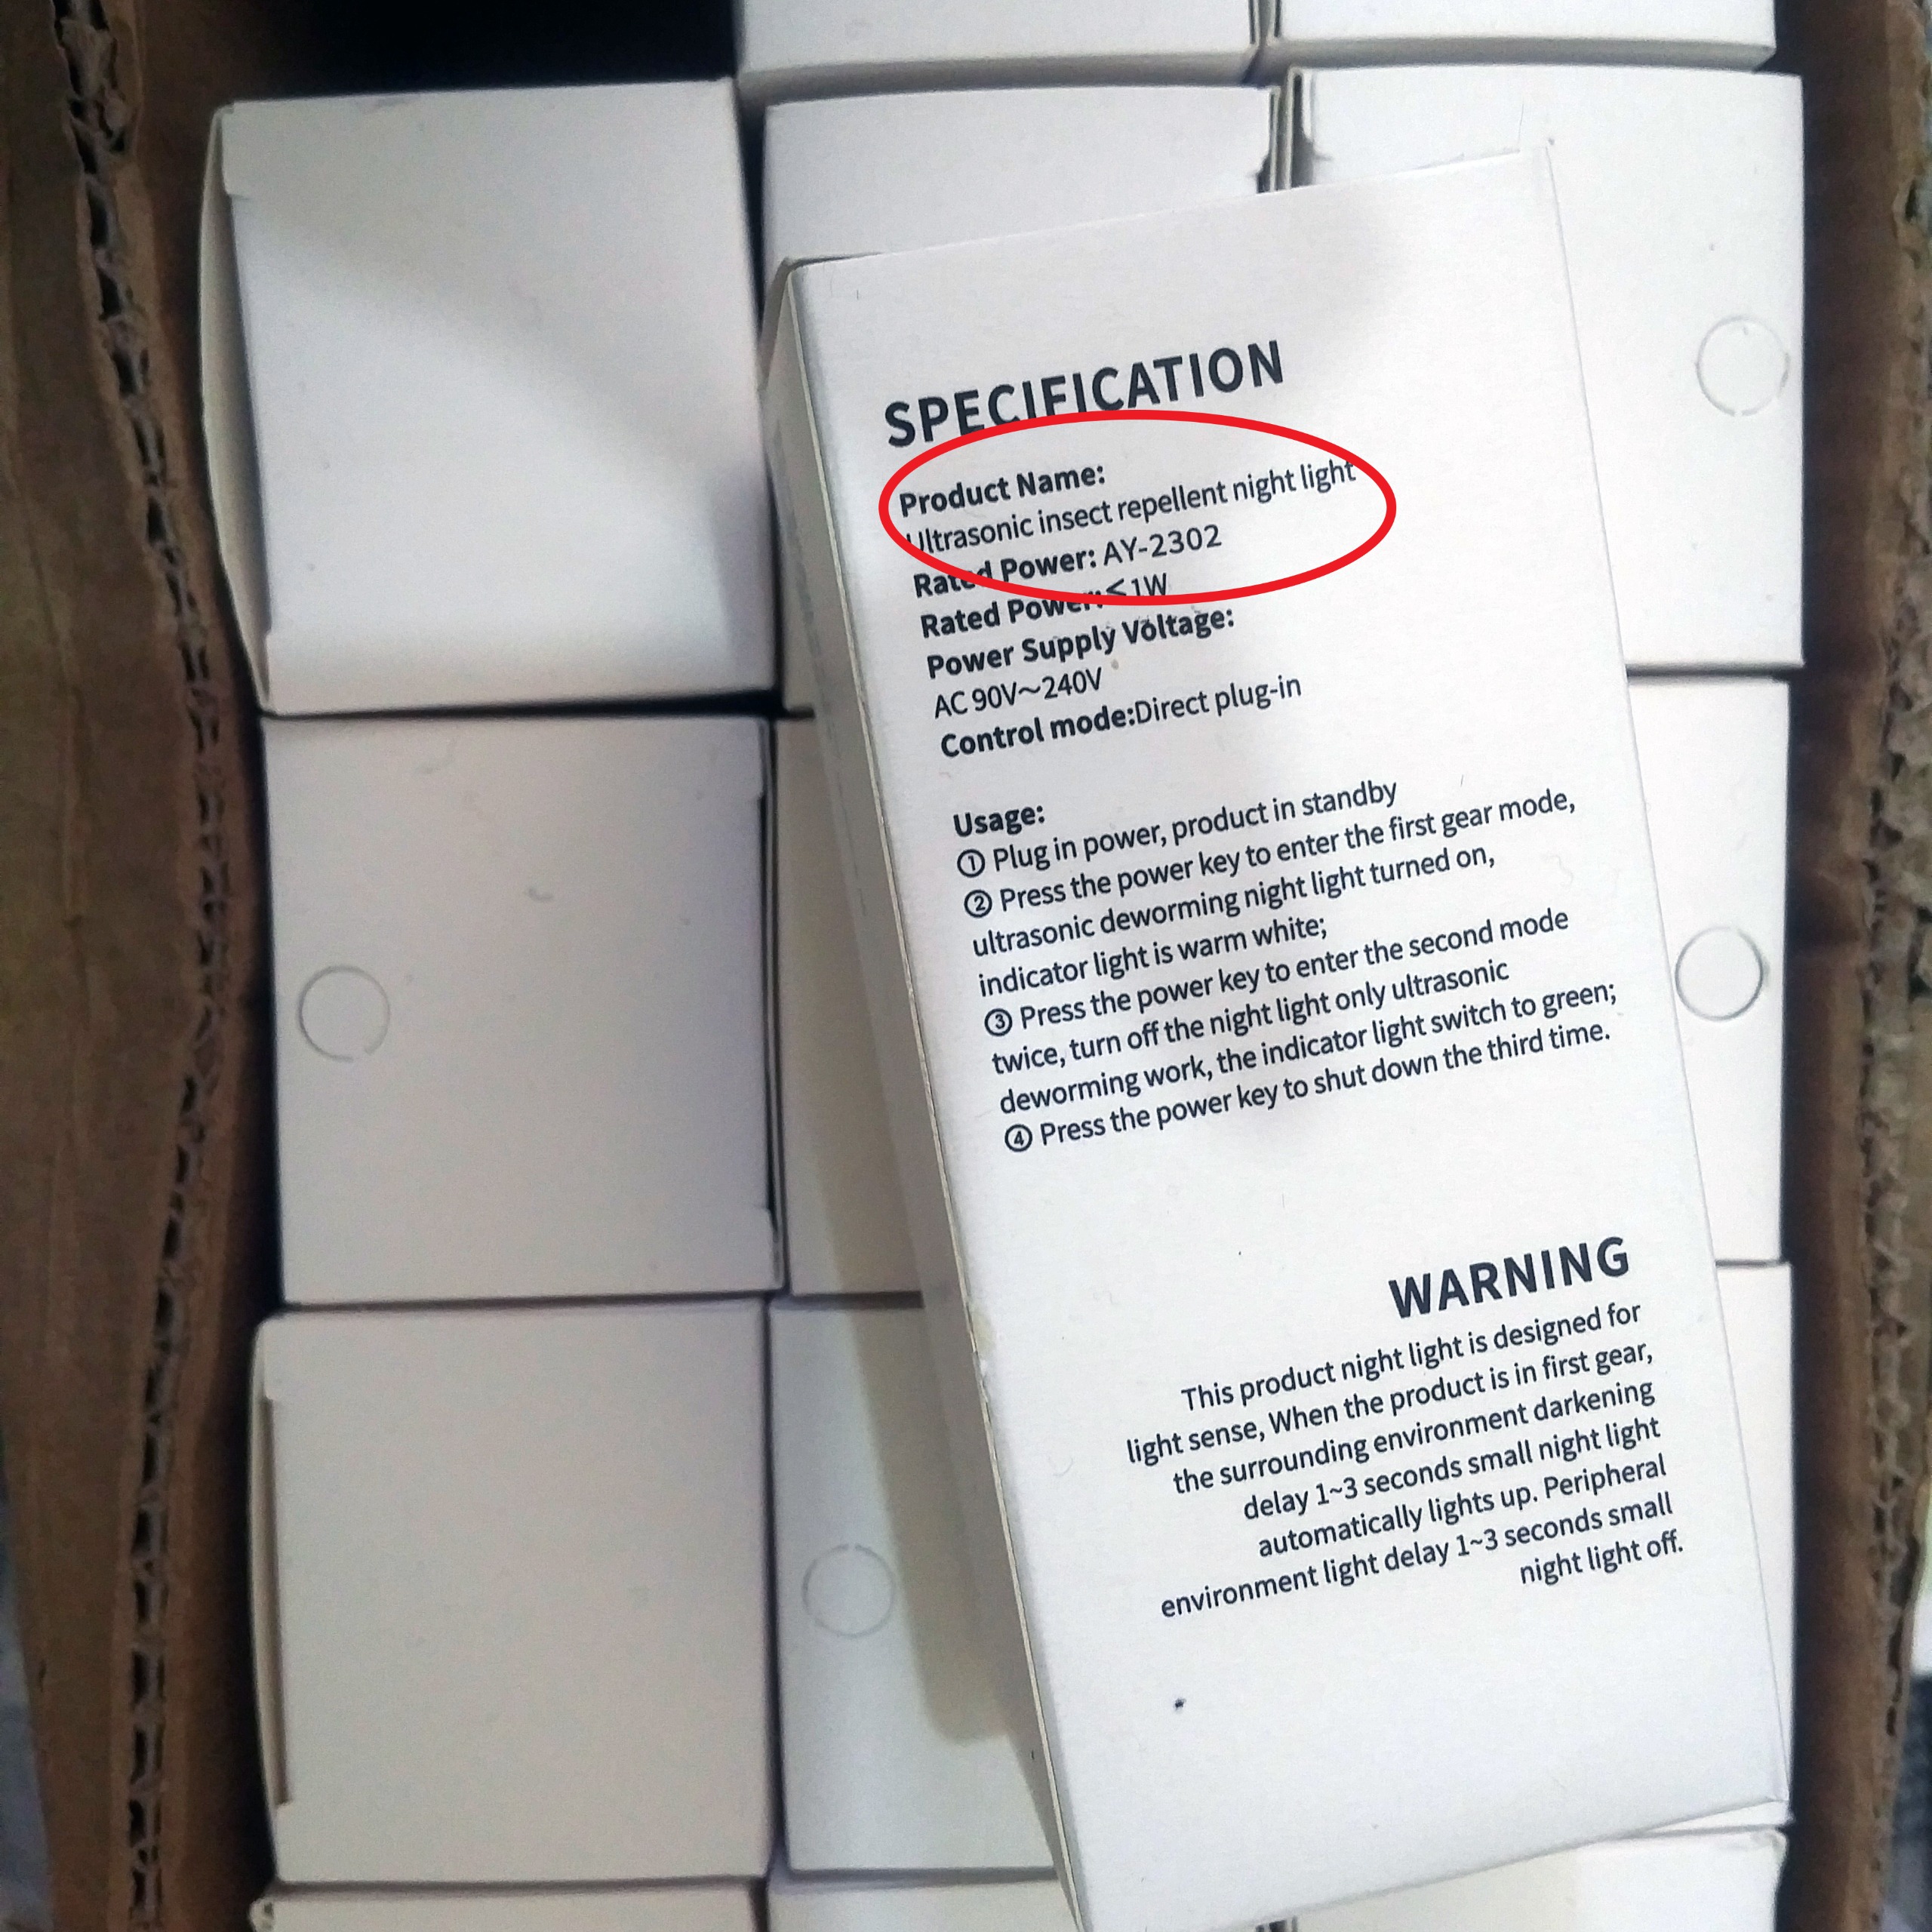 SPECIFICATION
Product Name:
Ultrasonic insect repellent night light
Rated Power: AY-2302
Rated Power:≤1W
Power Supply Voltage:
AC 90V～240V
Control mode:Direct plug-in
Usage:
① Plug in power, product in standby
② Press the power key to enter the first gear mode,
ultrasonic deworming night light turned on,
indicator light is warm white;
③ Press the power key to enter the second mode
twice, turn off the night light only ultrasonic
deworming work, the indicator light switch to green;
④ Press the power key to shut down the third time.
WARNING
This product night light is designed for
light sense, When the product is in first gear,
the surrounding environment darkening
delay 1~3 seconds small night light
automatically lights up. Peripheral
environment light delay 1~3 seconds small
night light off.